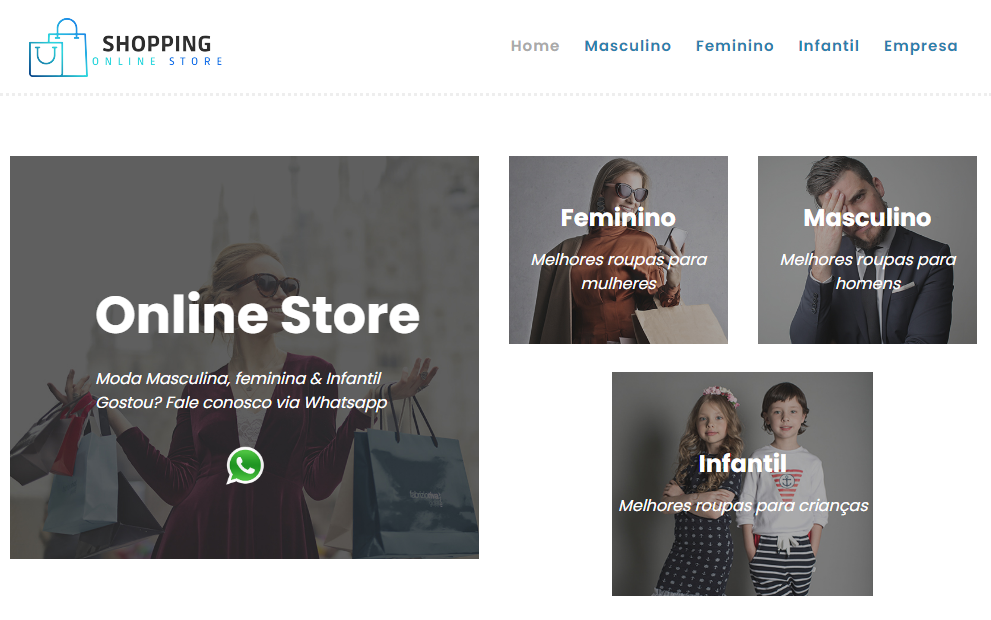 SHOPPING
ONLINE STORE
Home Masculino Feminino Infantil Empresa
Online Store
Moda Masculina, feminina & Infantil
Gostou? Fale conosco via Whatsapp
Feminino
Melhores roupas para
mulheres
Masculino
Melhores roupas para
homens
Infantil
Melhores roupas para crianças